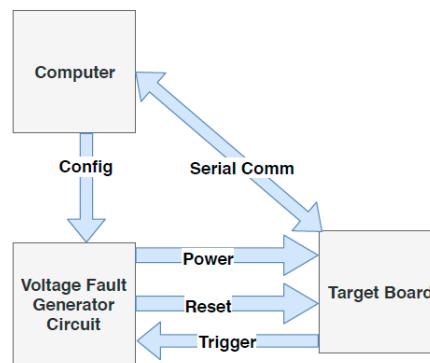 Computer
Config
Serial Comm
Voltage Fault
Generator
Circuit
Power
Reset
Trigger
Target Board